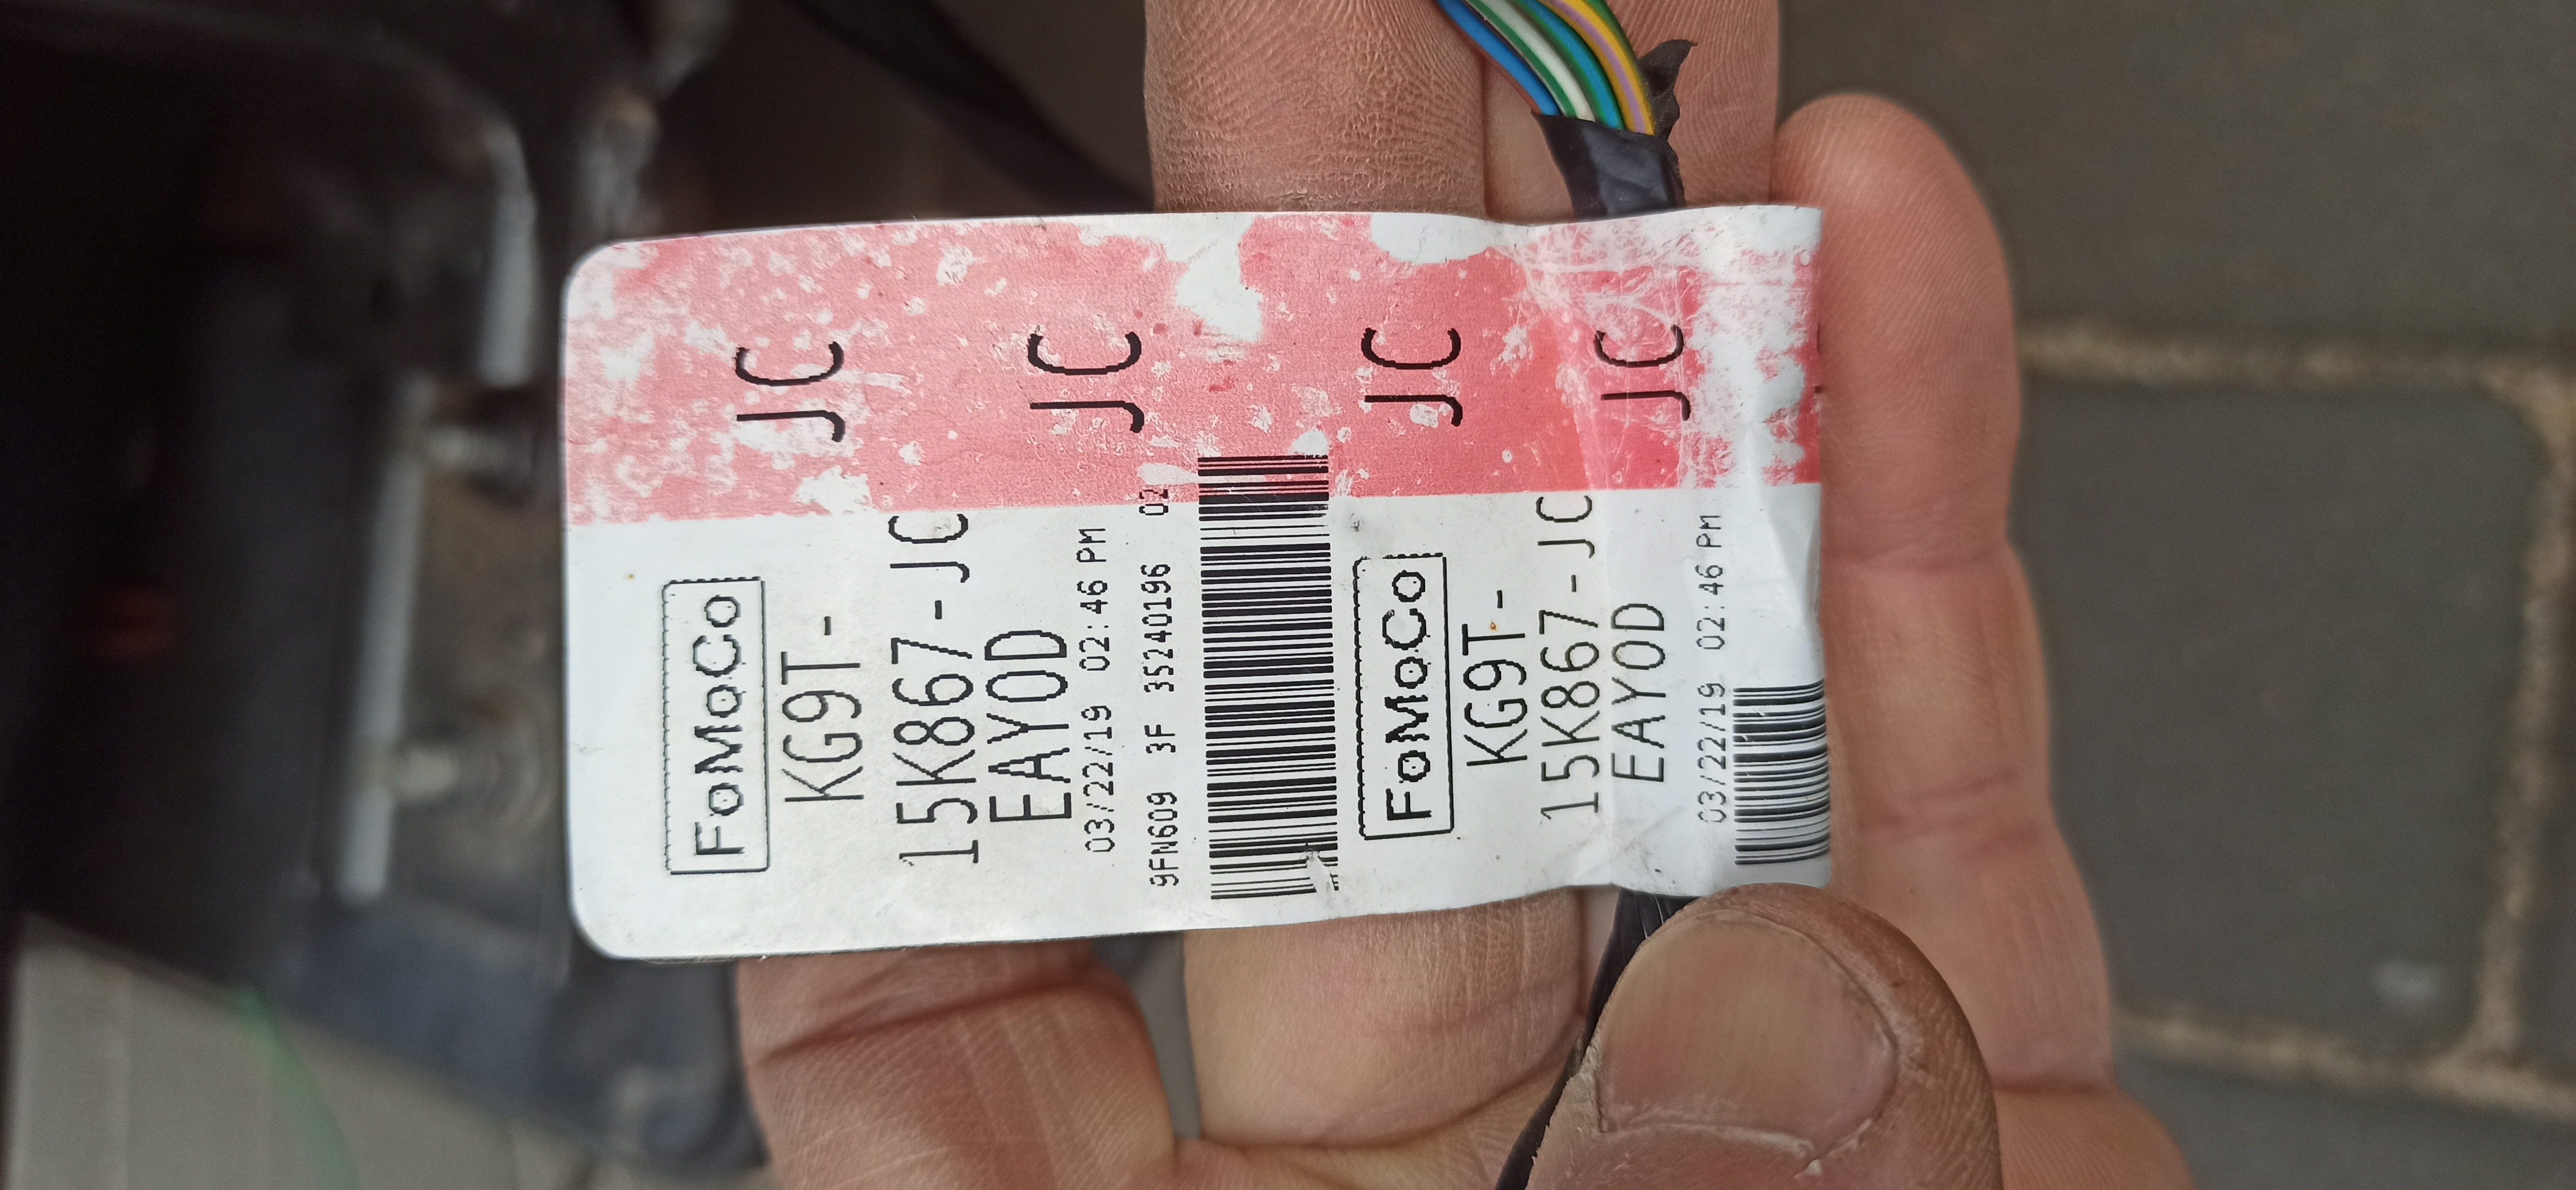 JC
FoMoCo
KG9T-
15K867-JC
EAYOD
JC
03/22/19 02:46 PM
9FN609 3F 35240196 02
JC
FoMoCo
KG9T-
15K867-JC
EAYOD
JC
03/22/19 02:46 PM